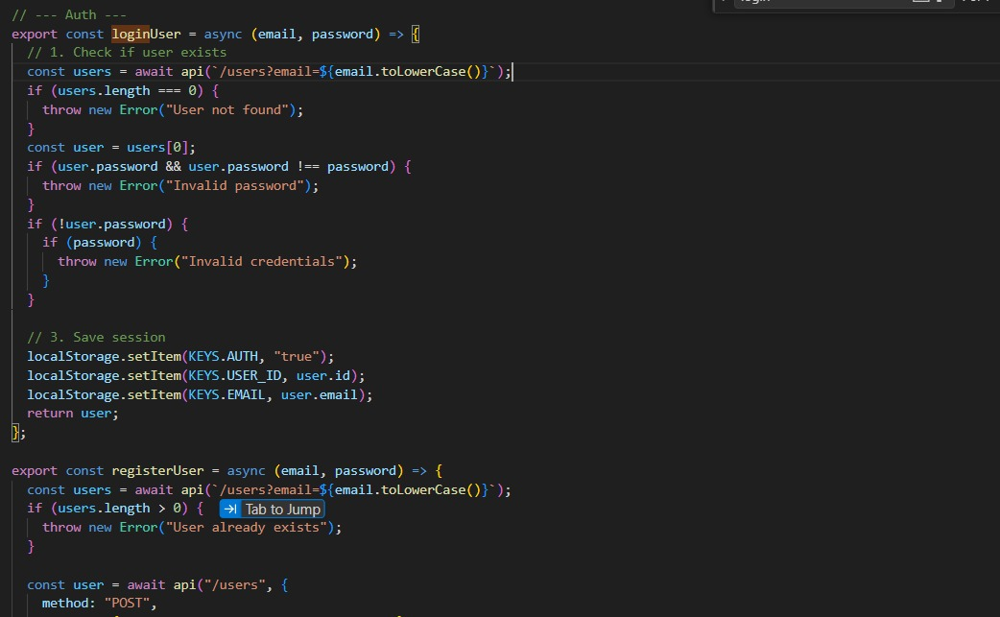 // --- Auth ---
export const loginUser = async (email, password) => {
// 1. Check if user exists
const users = await api(`/users?email=${email.toLowerCase()}`);
if (users.length === 0) {
throw new Error("User not found");
}
const user = users[0];
if (user.password && user.password !== password) {
throw new Error("Invalid password");
}
if (!user.password) {
if (password) {
throw new Error("Invalid credentials");
}
}
// 3. Save session
localStorage.setItem(KEYS.AUTH, "true");
localStorage.setItem(KEYS.USER_ID, user.id);
localStorage.setItem(KEYS.EMAIL, user.email);
return user;
};
export const registerUser = async (email, password) => {
const users = await api(`/users?email=${email.toLowerCase()}`);
if (users.length > 0) { Tab to Jump
throw new Error("User already exists");
}
const user = await api("/users", {
method: "POST",